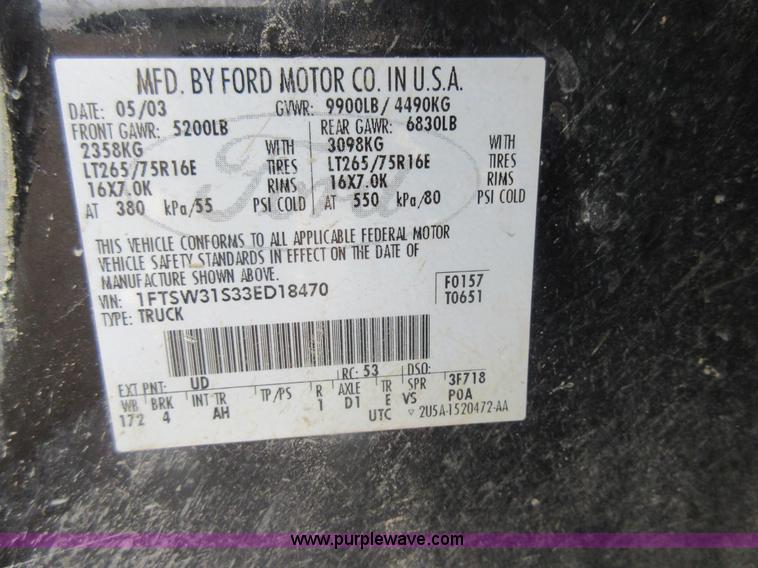 MFD. BY FORD MOTOR CO. IN U.S.A.
DATE: 05/03 GVWR: 9900LB/ 4490KG
FRONT GAWR: 5200LB REAR GAWR: 6830LB
2358KG WITH 3098KG WITH
LT265/75R16E TIRES LT265/75R16E TIRES
16X7.0K RIMS 16X7.0K RIMS
AT 380 kPa/55 PSI COLD AT 550 kPa/80 PSI COLD
Ford
THIS VEHICLE CONFORMS TO ALL APPLICABLE FEDERAL MOTOR
VEHICLE SAFETY STANDARDS IN EFFECT ON THE DATE OF
MANUFACTURE SHOWN ABOVE.
VIN: 1FTSW31S33ED18470 F0157
TYPE: TRUCK T0651
EXT PNT: UD RC: 53 DSO:
WB BRK INT TR TP/PS R AXLE TR SPR 3F718
172 4 AH 1 D1 E VS POA
UTC ▽ 2U5A-1520472-AA
www.purplewave.com